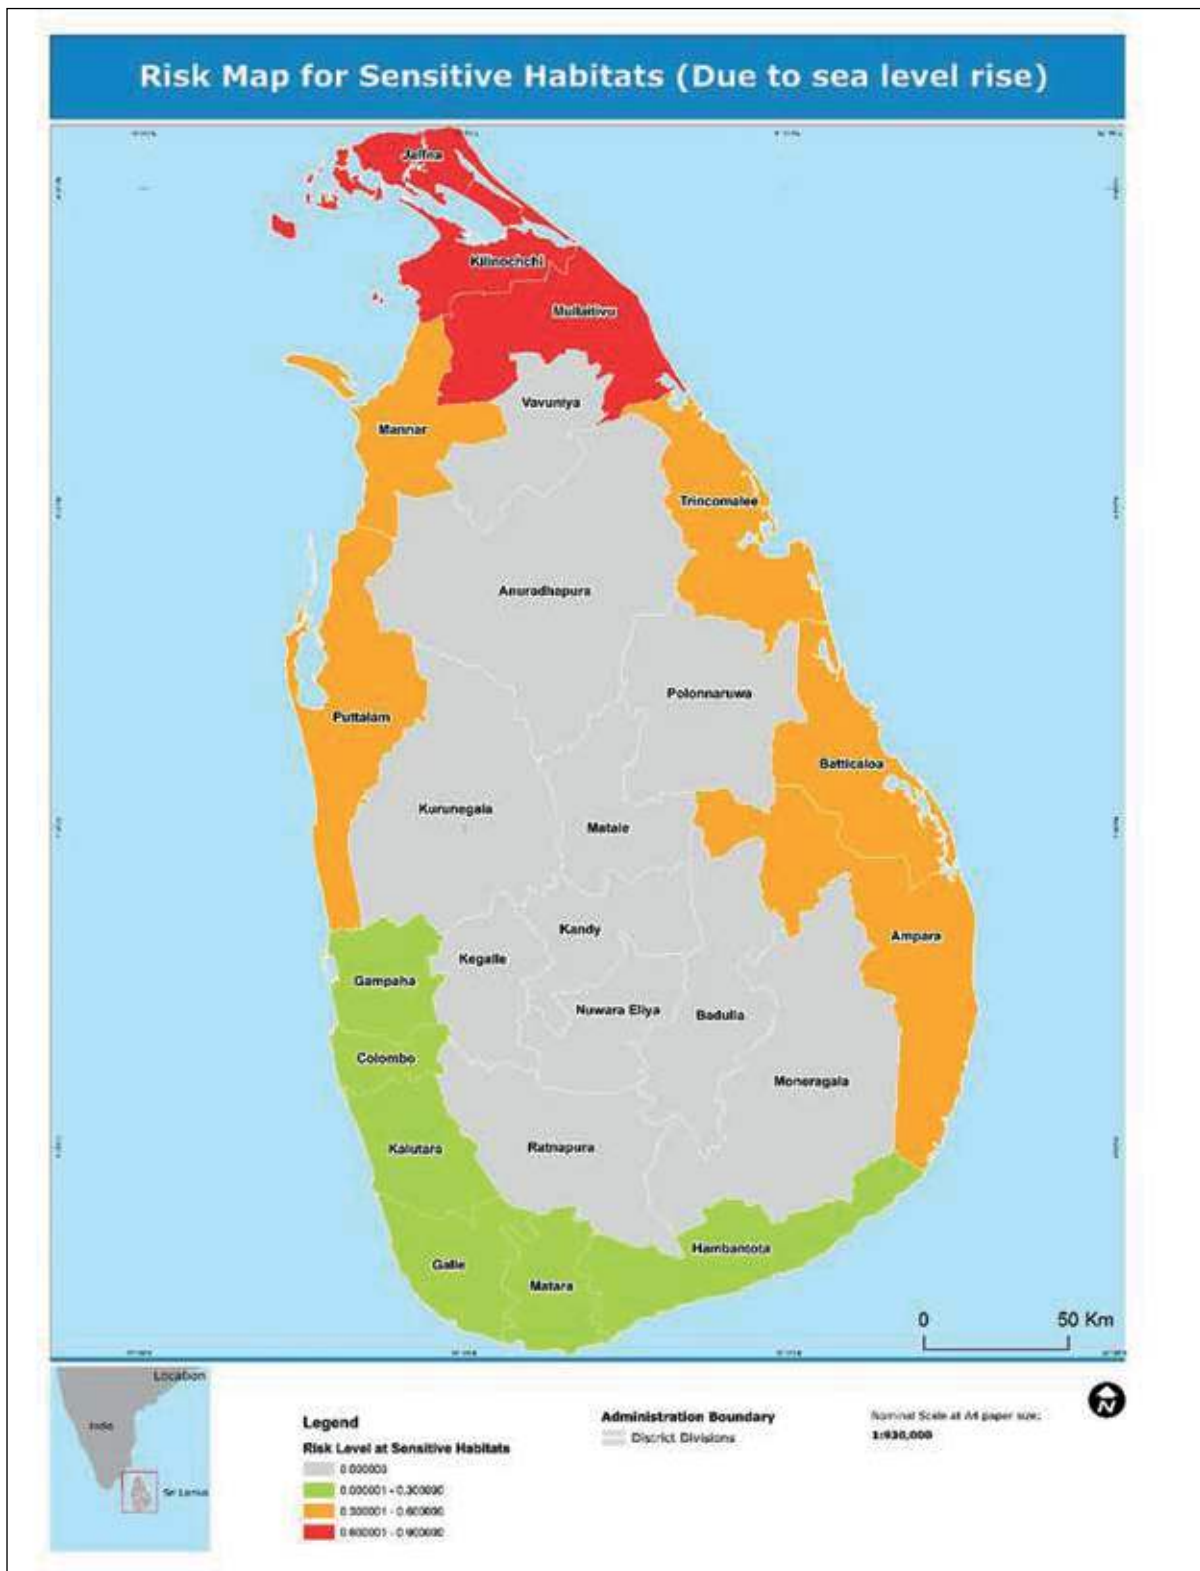 Risk Map for Sensitive Habitats (Due to sea level rise)
Jaffna
Kilinochchi
Mullaitivu
Vavuniya
Mannar
Trincomalee
Anuradhapura
Polonnaruwa
Puttalam
Batticaloa
Kurunegala
Matale
Kandy
Ampara
Kegalle
Gampaha
Nuwara Eliya
Badulla
Colombo
Moneragala
Kalutara
Ratnapura
Hambantota
Galle
Matara
0 50 Km
Location
India
Sri Lanka
N
Legend
Risk Level at Sensitive Habitats
0.000000
0.000001 - 0.300000
0.300001 - 0.600000
0.600001 - 0.900000
Administration Boundary
District Divisions
Nominal Scale at A4 paper size:
1:930,000